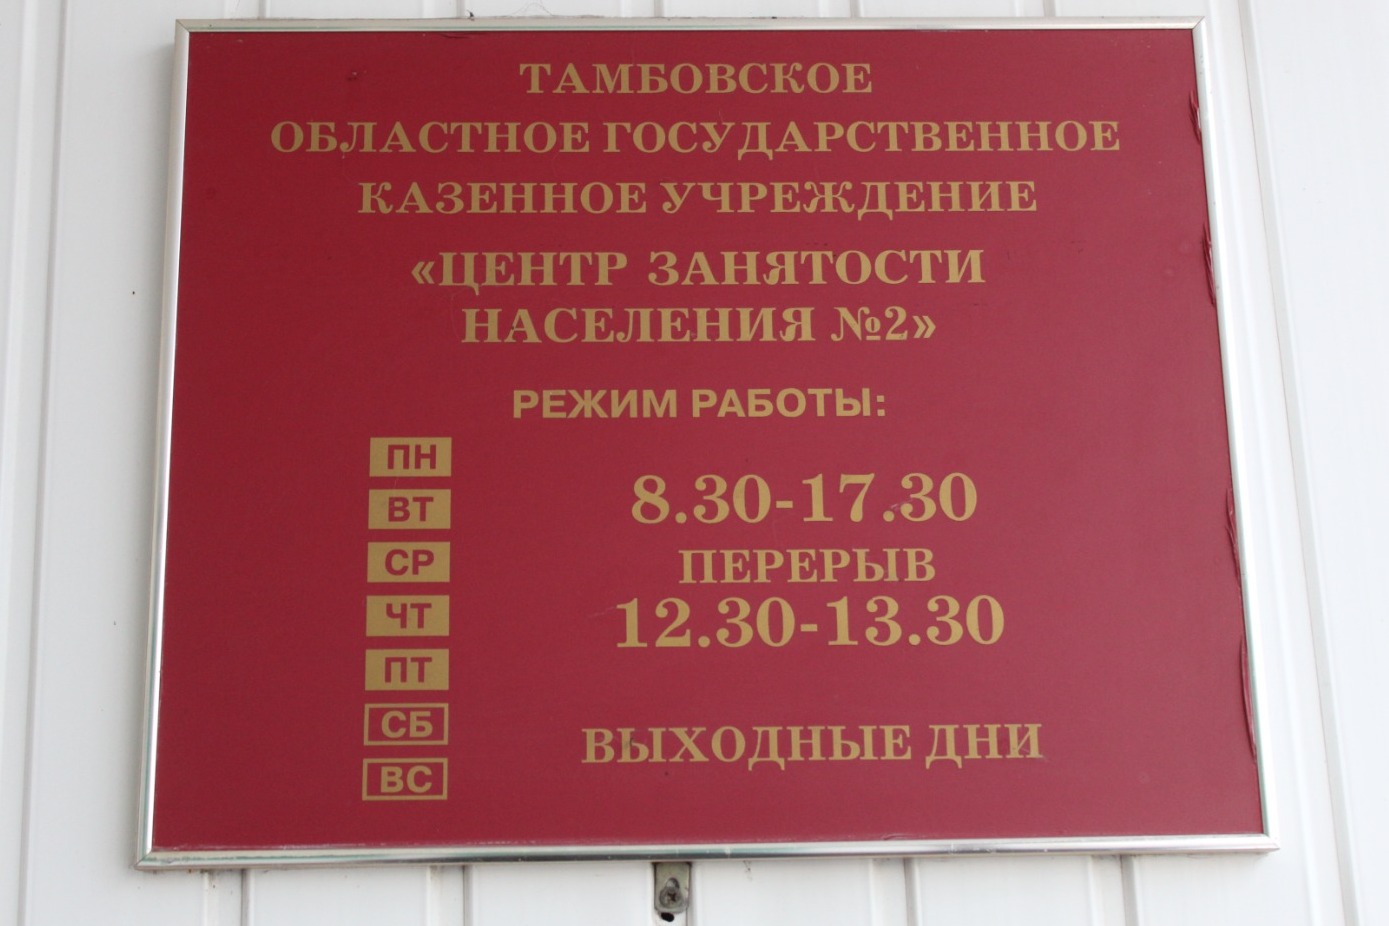 ТАМБОВСКОЕ
ОБЛАСТНОЕ ГОСУДАРСТВЕННОЕ
КАЗЕННОЕ УЧРЕЖДЕНИЕ
«ЦЕНТР ЗАНЯТОСТИ
НАСЕЛЕНИЯ №2»
РЕЖИМ РАБОТЫ:
ПН
ВТ
СР
ЧТ
ПТ
8.30-17.30
ПЕРЕРЫВ
12.30-13.30
СБ
ВС
ВЫХОДНЫЕ ДНИ